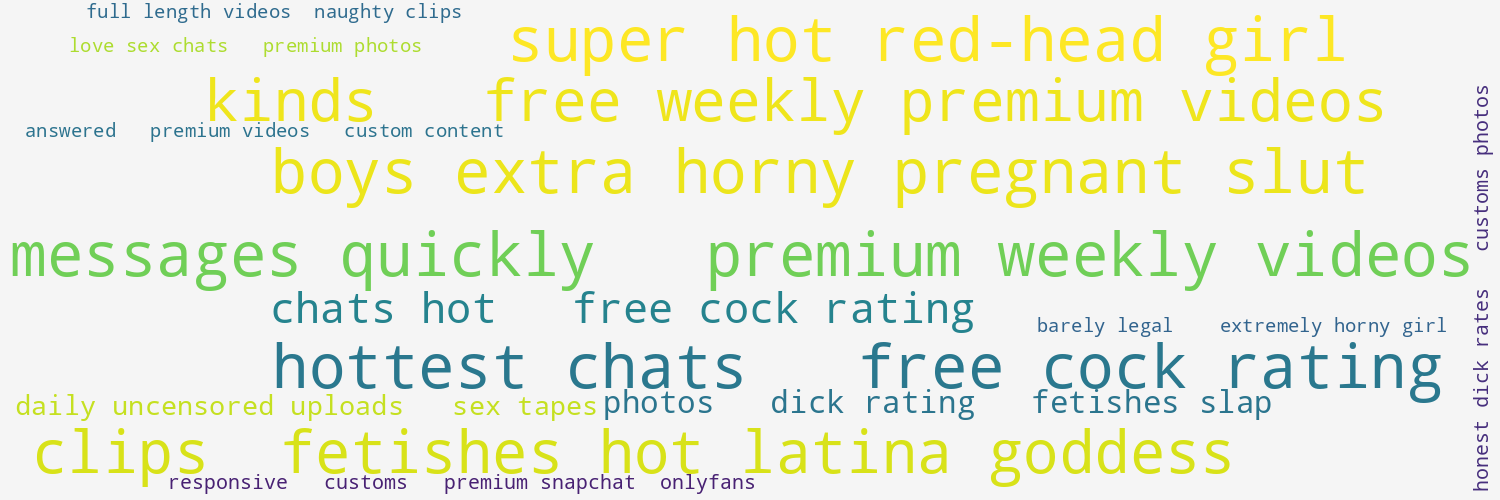 full length videos naughty clips
love sex chats premium photos
super hot red-head girl
kinds free weekly premium videos
answered premium videos custom content
boys extra horny pregnant slut
messages quickly premium weekly videos
chats hot free cock rating
barely legal extremely horny girl
hottest chats free cock rating
daily uncensored uploads sex tapes
photos dick rating fetishes slap
clips fetishes hot latina goddess
responsive customs premium snapchat onlyfans
honest dick rates customs photos